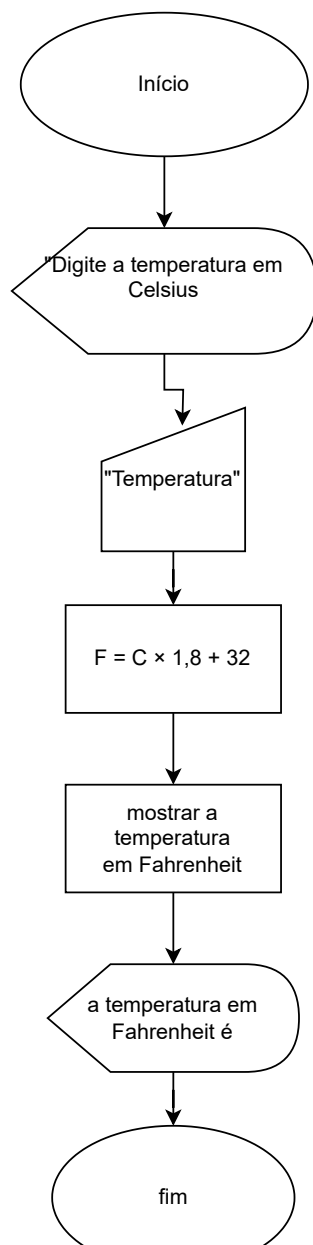 Início
"Digite a temperatura em
Celsius
"Temperatura"
F = C × 1,8 + 32
mostrar a
temperatura
em Fahrenheit
a temperatura em
Fahrenheit é
fim